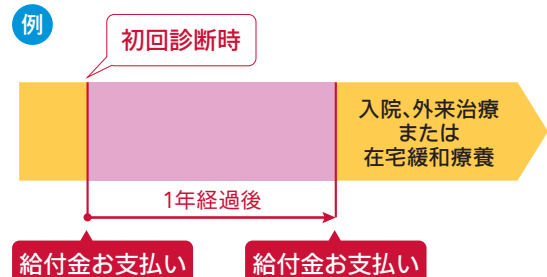 例
初回診断時
入院、外来治療
または
在宅緩和療養
1年経過後
給付金お支払い
給付金お支払い